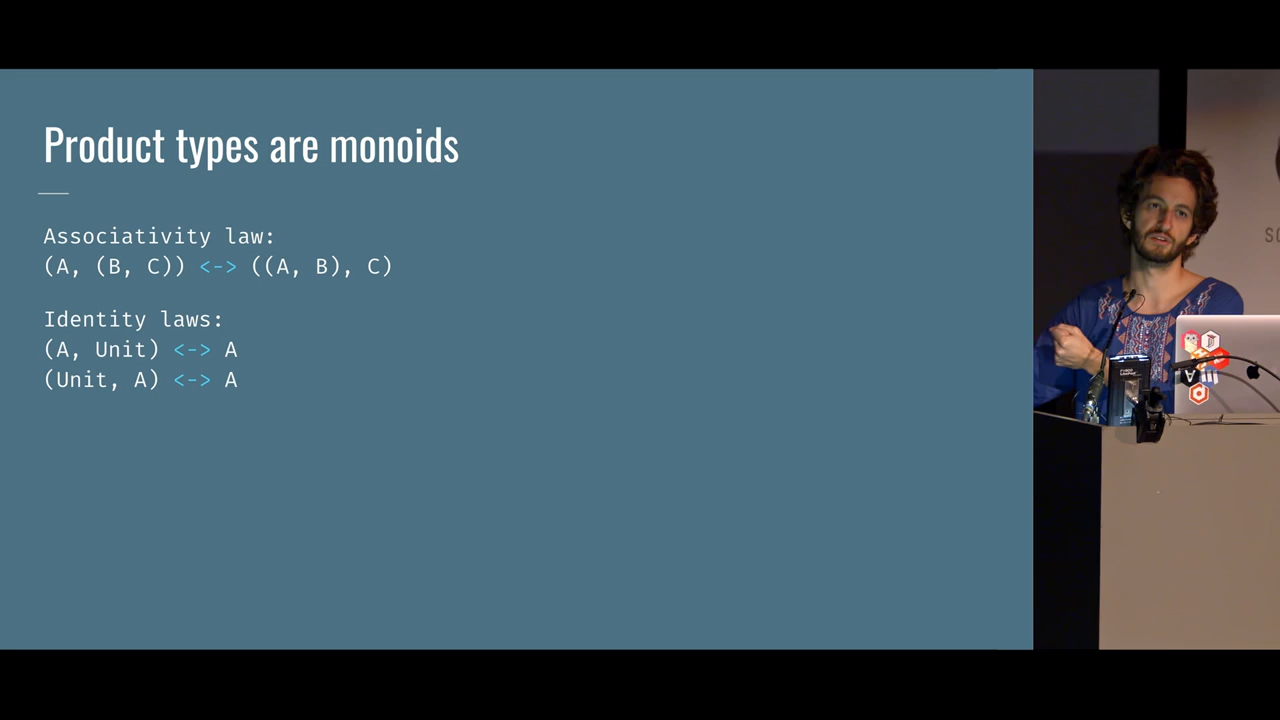 Product types are monoids
Associativity law:
(A, (B, C)) <-> ((A, B), C)
Identity laws:
(A, Unit) <-> A
(Unit, A) <-> A